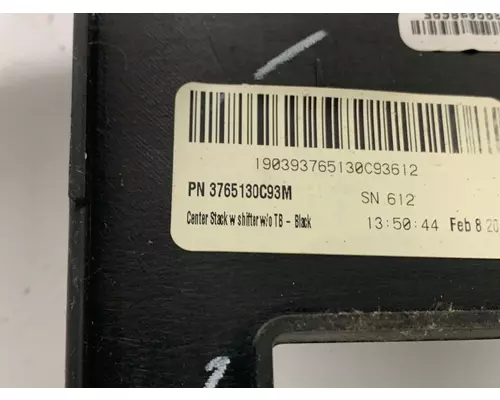 190393765130C93612
PN 3765130C93M SN 612
Center Stack w shifter w/o TB - Black 13:50:44 Feb 8 20